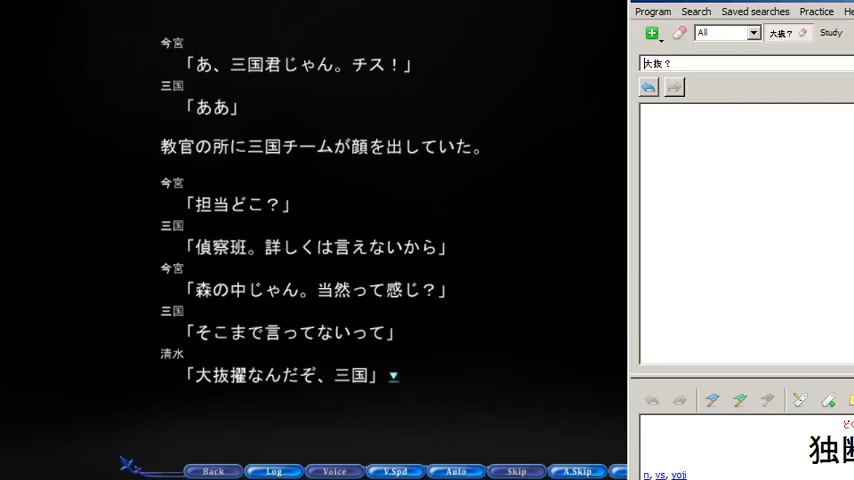 今宮
「あ、三国君じゃん。チス！」
三国
「ああ」
教官の所に三国チームが顔を出していた。
今宮
「担当どこ？」
三国
「偵察班。詳しくは言えないから」
今宮
「森の中じゃん。当然って感じ？」
三国
「そこまで言ってないって」
清水
「大抜擢なんだぞ、三国」
Back Log Voice V.Spd Auto Skip A.Skip
Program Search Saved searches Practice He
All 大抜？ Study
大抜？
ど
独
n, vs, yoji